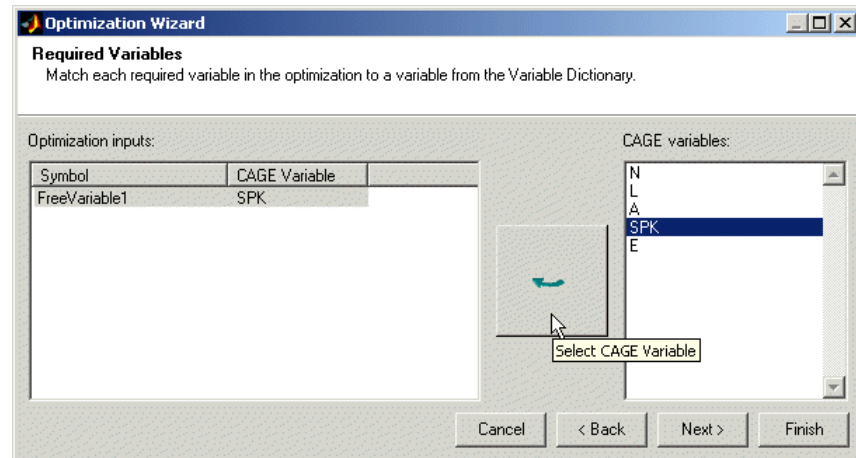 Optimization Wizard
Required Variables
Match each required variable in the optimization to a variable from the Variable Dictionary.
Optimization inputs:
CAGE variables:
Symbol CAGE Variable
FreeVariable1 SPK
N
L
A
SPK
E
Select CAGE Variable
Cancel < Back Next > Finish